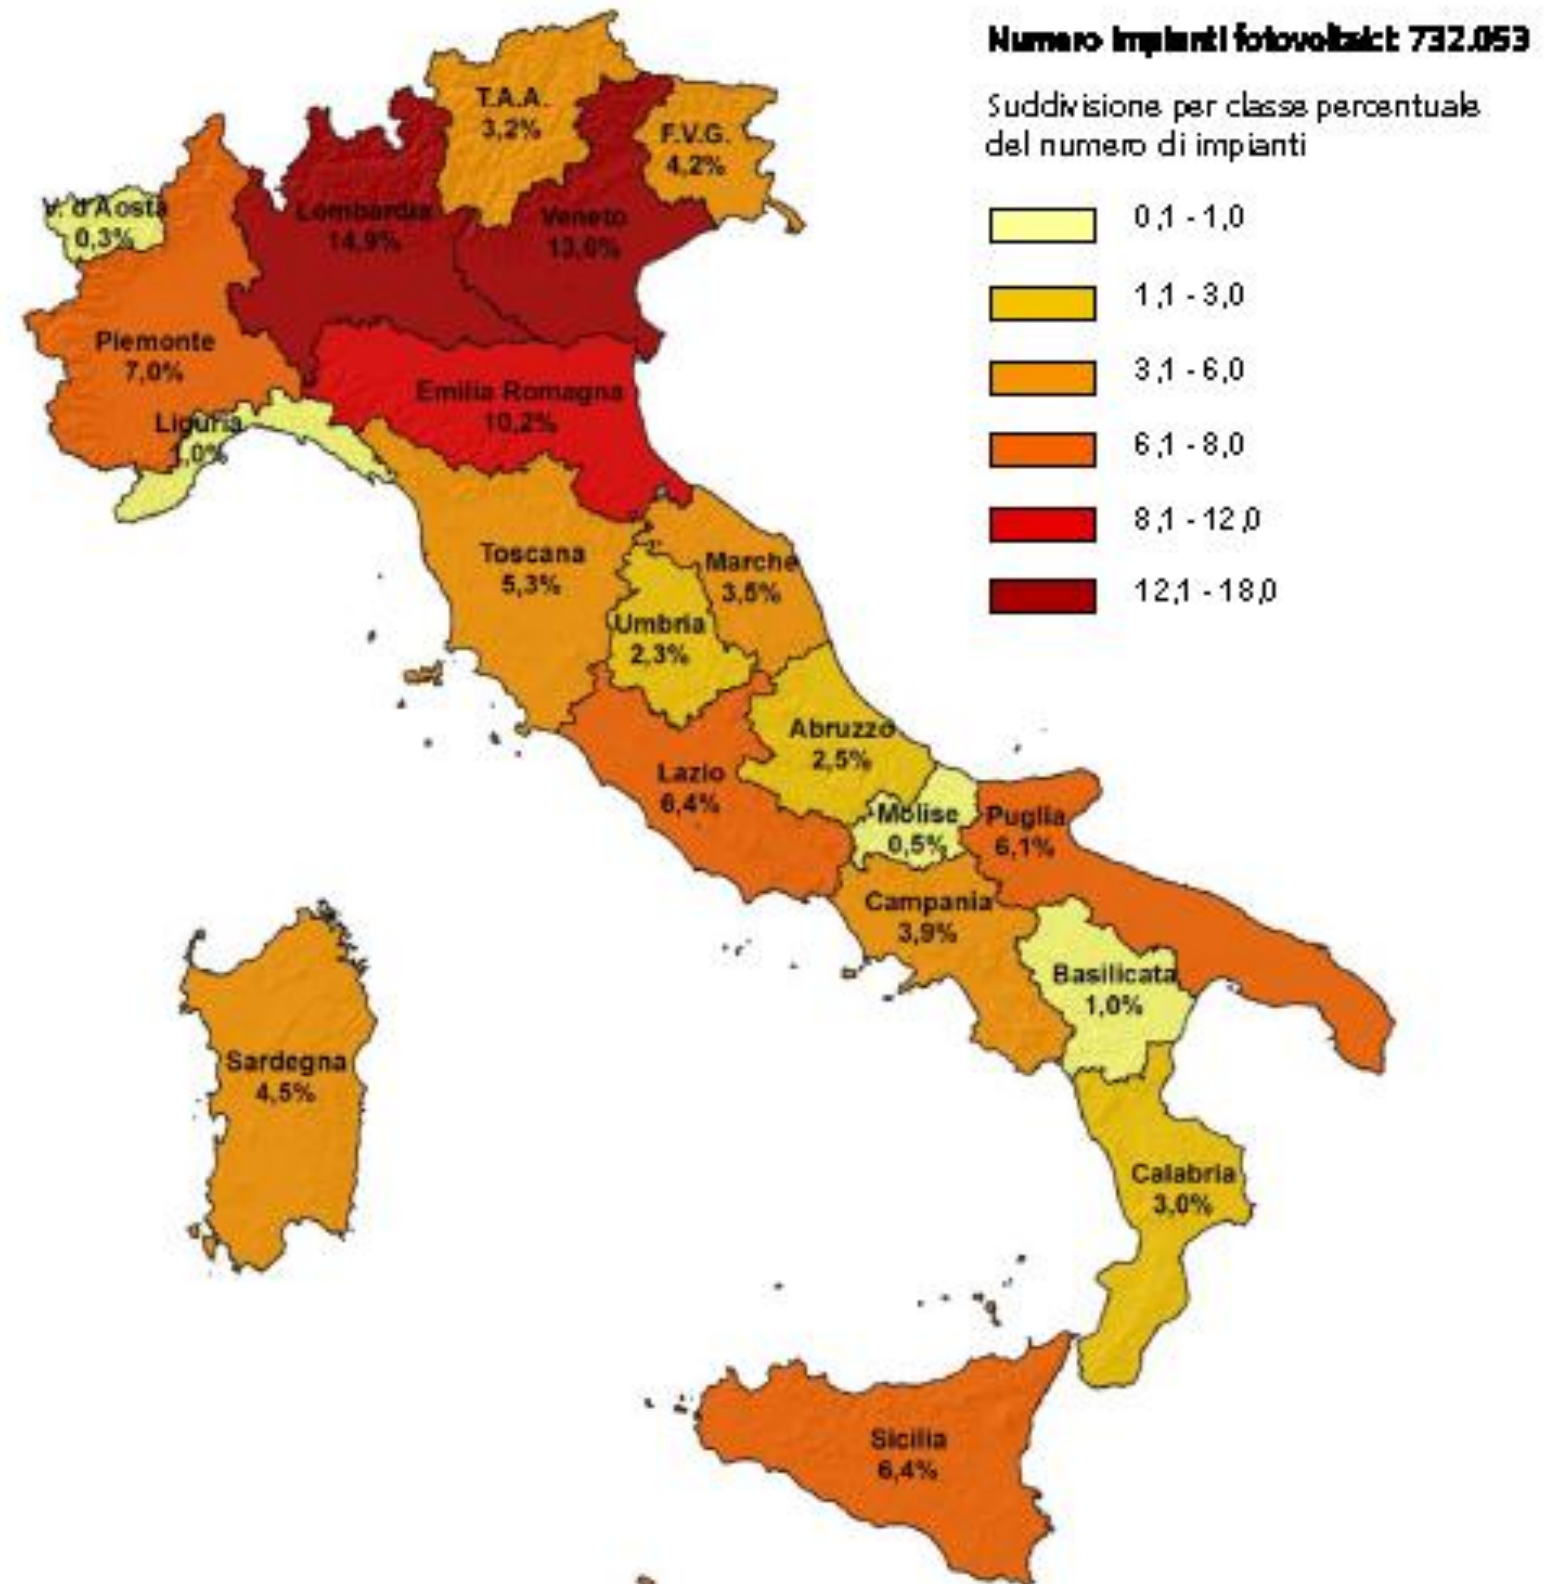 Numero impianti fotovoltaici: 732.053
Suddivisione per classe percentuale
del numero di impianti
0,1 - 1,0
1,1 - 3,0
3,1 - 6,0
6,1 - 8,0
8,1 - 12,0
12,1 - 18,0
T.A.A.
3,2%
F.V.G.
4,2%
V. d'Aosta
0,3%
Lombardia
14,9%
Veneto
13,6%
Piemonte
7,0%
Emilia Romagna
10,2%
Liguria
1,0%
Toscana
5,3%
Marche
3,5%
Umbria
2,3%
Abruzzo
2,5%
Lazio
6,4%
Molise
0,5%
Puglia
6,1%
Campania
3,9%
Basilicata
1,0%
Sardegna
4,5%
Calabria
3,0%
Sicilia
6,4%